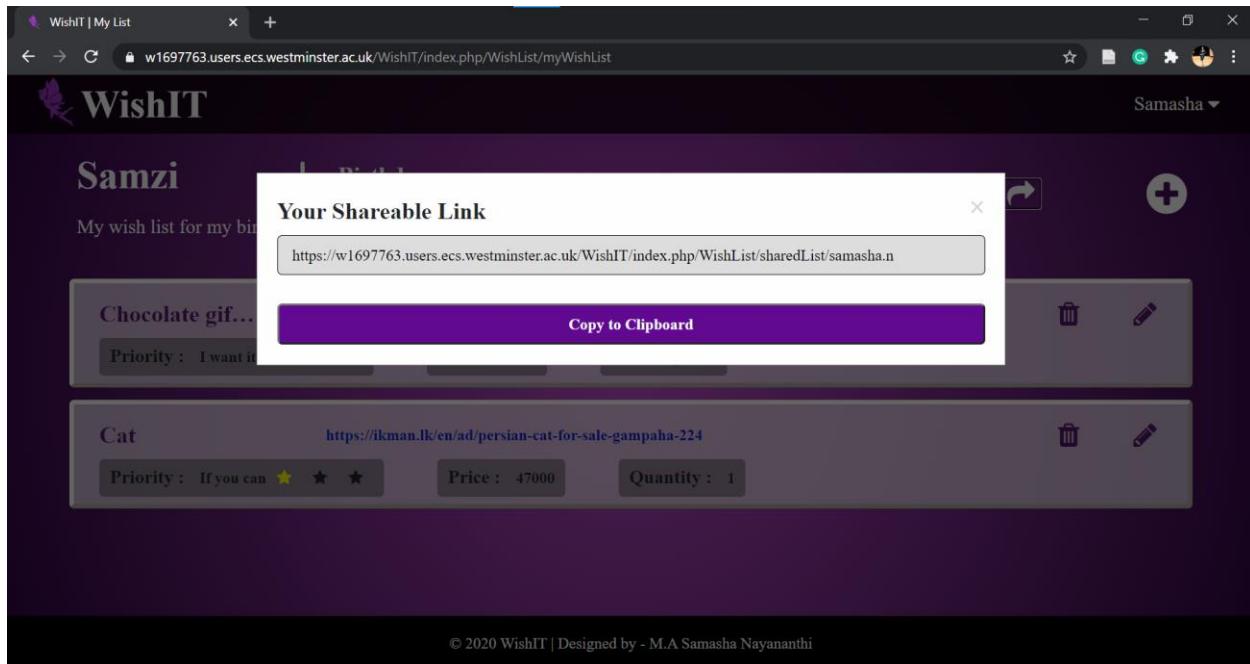 WishIT | My List
w1697763.users.ecs.westminster.ac.uk/WishIT/index.php/WishList/myWishList
WishIT
Samasha
Samzi
My wish list for my
Your Shareable Link
×
https://w1697763.users.ecs.westminster.ac.uk/WishIT/index.php/WishList/sharedList/samasha.n
Copy to Clipboard
Chocolate gif...
Priority : I want it
Cat https://ikman.lk/en/ad/persian-cat-for-sale-gampaha-224
Priority : If you can Price : 47000 Quantity : 1
© 2020 WishIT | Designed by - M.A Samasha Nayananthi